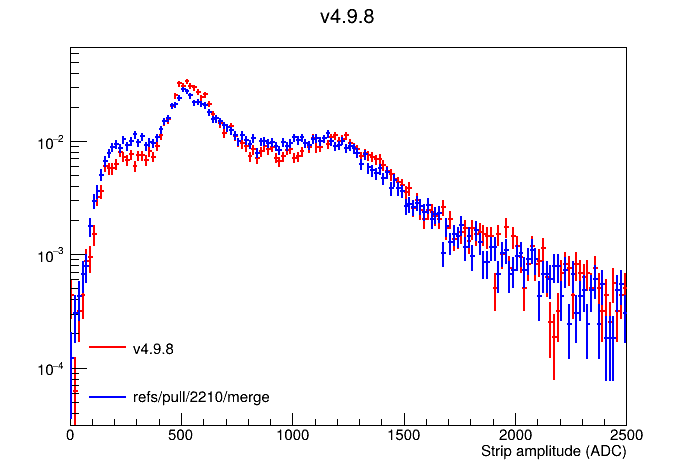 v4.9.8
10⁻²
10⁻³
10⁻⁴
v4.9.8
refs/pull/2210/merge
0 500 1000 1500 2000 2500
Strip amplitude (ADC)